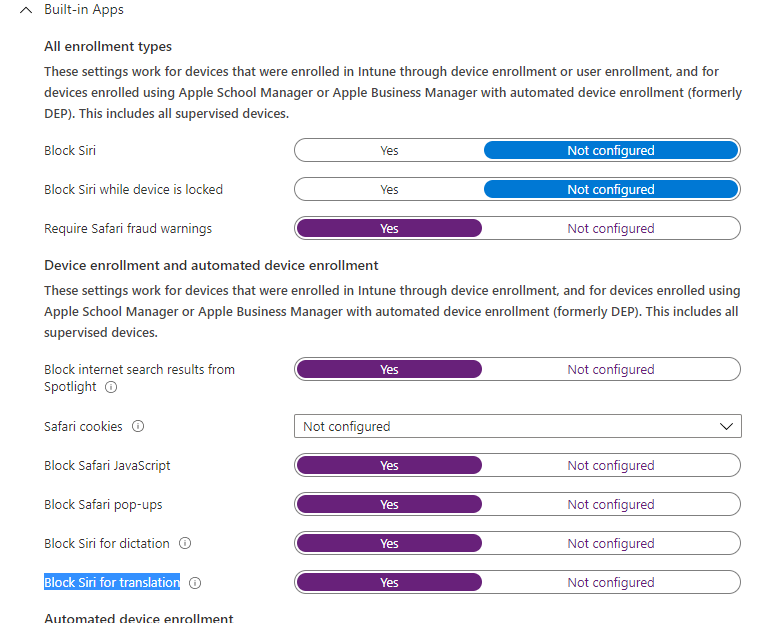 Built-in Apps
All enrollment types
These settings work for devices that were enrolled in Intune through device enrollment or user enrollment, and for
devices enrolled using Apple School Manager or Apple Business Manager with automated device enrollment (formerly
DEP). This includes all supervised devices.
Block Siri Yes Not configured
Block Siri while device is locked Yes Not configured
Require Safari fraud warnings Yes Not configured
Device enrollment and automated device enrollment
These settings work for devices that were enrolled in Intune through device enrollment, and for devices enrolled using
Apple School Manager or Apple Business Manager with automated device enrollment (formerly DEP). This includes all
supervised devices.
Block internet search results from Yes Not configured
Spotlight
Safari cookies Not configured
Block Safari JavaScript Yes Not configured
Block Safari pop-ups Yes Not configured
Block Siri for dictation Yes Not configured
Block Siri for translation Yes Not configured
Automated device enrollment